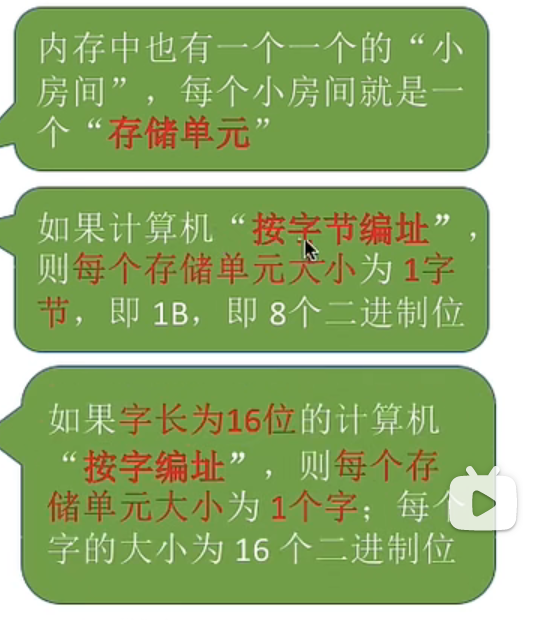 内存中也有一个一个的“小
房间”，每个小房间就是一
个“存储单元”
如果计算机“按字节编址”，
则每个存储单元大小为 1字
节，即 1B，即 8个二进制位
如果字长为16位的计算机
“按字编址”，则每个存
储单元大小为 1个字；每个
字的大小为 16 个二进制位